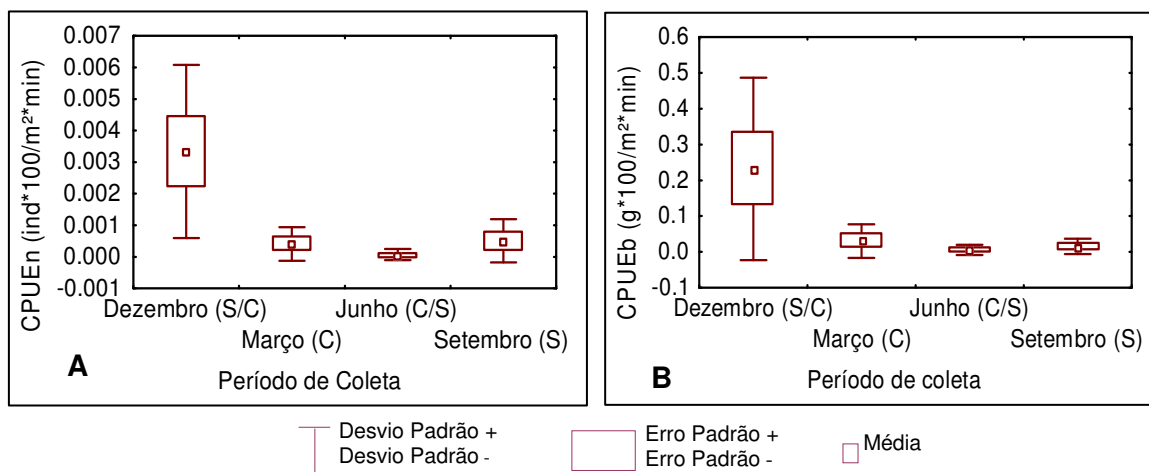 CPUEn (ind*100/m²*min)
0.007
0.006
0.005
0.004
0.003
0.002
0.001
0.000
-0.001
Dezembro (S/C)
Março (C)
Junho (C/S)
Setembro (S)
A
Período de Coleta
CPUEb (g*100/m²*min)
0.6
0.5
0.4
0.3
0.2
0.1
0.0
-0.1
Dezembro (S/C)
Março (C)
Junho (C/S)
Setembro (S)
B
Período de coleta
Desvio Padrão +
Desvio Padrão -
Erro Padrão +
Erro Padrão -
Média